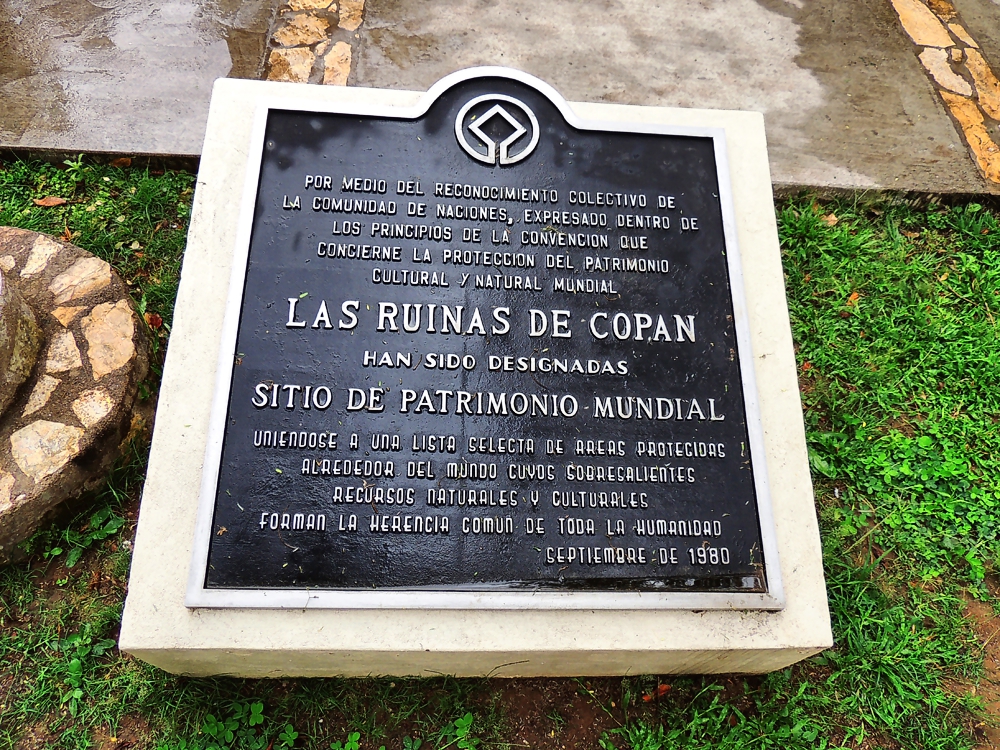 POR MEDIO DEL RECONOCIMIENTO COLECTIVO DE
LA COMUNIDAD DE NACIONES, EXPRESADO DENTRO DE
LOS PRINCIPIOS DE LA CONVENCION QUE
CONCIERNE LA PROTECCION DEL PATRIMONIO
CULTURAL Y NATURAL MUNDIAL
LAS RUINAS DE COPAN
HAN SIDO DESIGNADAS
SITIO DE PATRIMONIO MUNDIAL
UNIENDOSE A UNA LISTA SELECTA DE AREAS PROTEGIDAS
ALREDEDOR DEL MUNDO CUYOS SOBRESALIENTES
RECURSOS NATURALES Y CULTURALES
FORMAN LA HERENCIA COMUN DE TODA LA HUMANIDAD
SEPTIEMBRE DE 1980